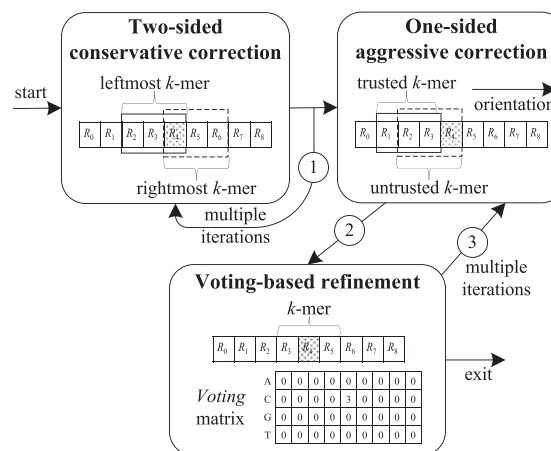 Two-sided
conservative correction
leftmost k-mer
R0 R1 R2 R3 R4 R5 R6 R7 R8
rightmost k-mer
start
1
multiple
iterations
One-sided
aggressive correction
trusted k-mer
orientation
R0 R1 R2 R3 R4 R5 R6 R7 R8
untrusted k-mer
2
3
multiple
iterations
Voting-based refinement
k-mer
R0 R1 R2 R3 R4 R5 R6 R7 R8
Voting
matrix
A 0 0 0 0 0 0 0 0 0
C 0 0 0 0 3 0 0 0 0
G 0 0 0 0 0 0 0 0 0
T 0 0 0 0 0 0 0 0 0
exit